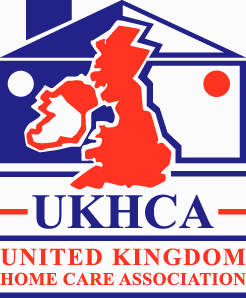 UKHCA
UNITED KINGDOM
HOME CARE ASSOCIATION